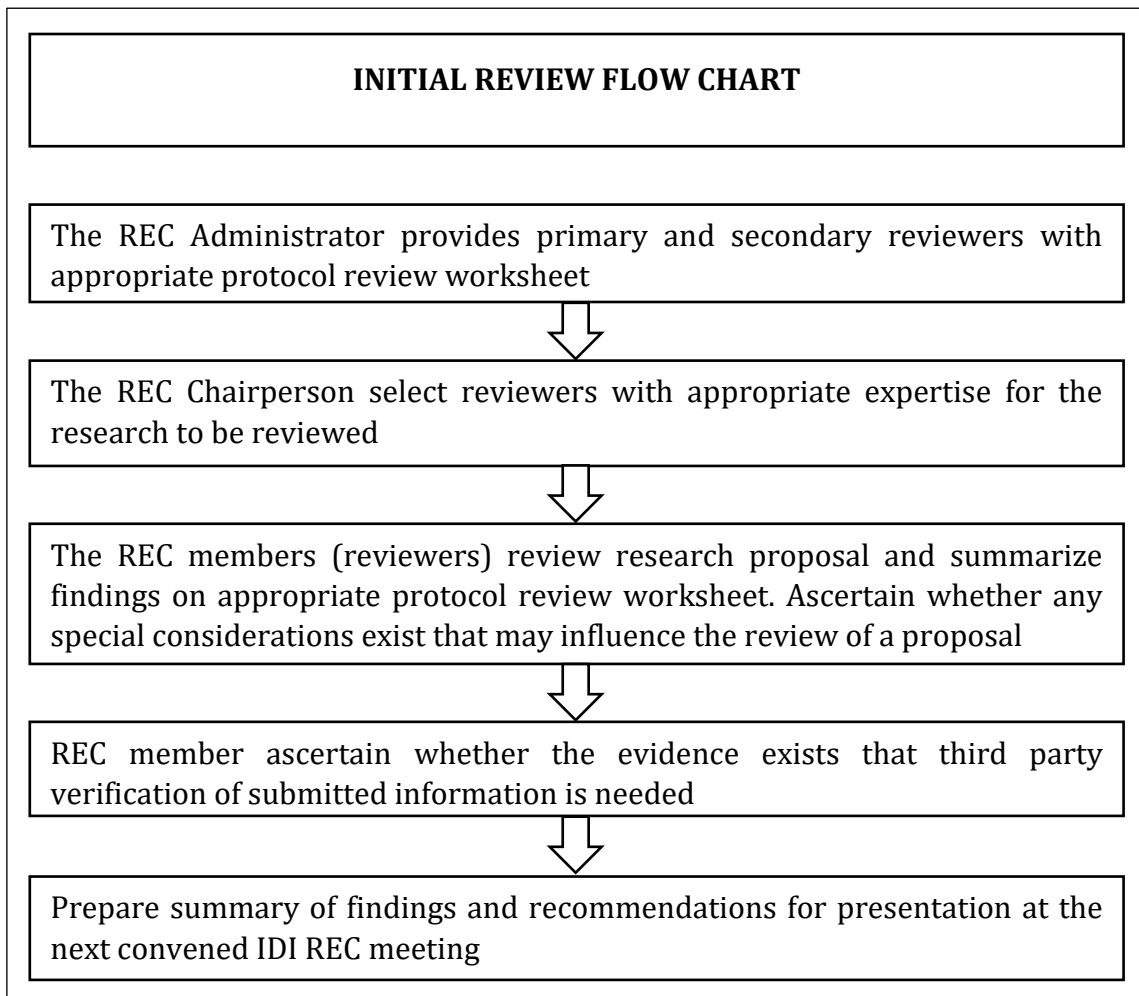 INITIAL REVIEW FLOW CHART
The REC Administrator provides primary and secondary reviewers with
appropriate protocol review worksheet
The REC Chairperson select reviewers with appropriate expertise for the
research to be reviewed
The REC members (reviewers) review research proposal and summarize
findings on appropriate protocol review worksheet. Ascertain whether any
special considerations exist that may influence the review of a proposal
REC member ascertain whether the evidence exists that third party
verification of submitted information is needed
Prepare summary of findings and recommendations for presentation at the
next convened IDI REC meeting